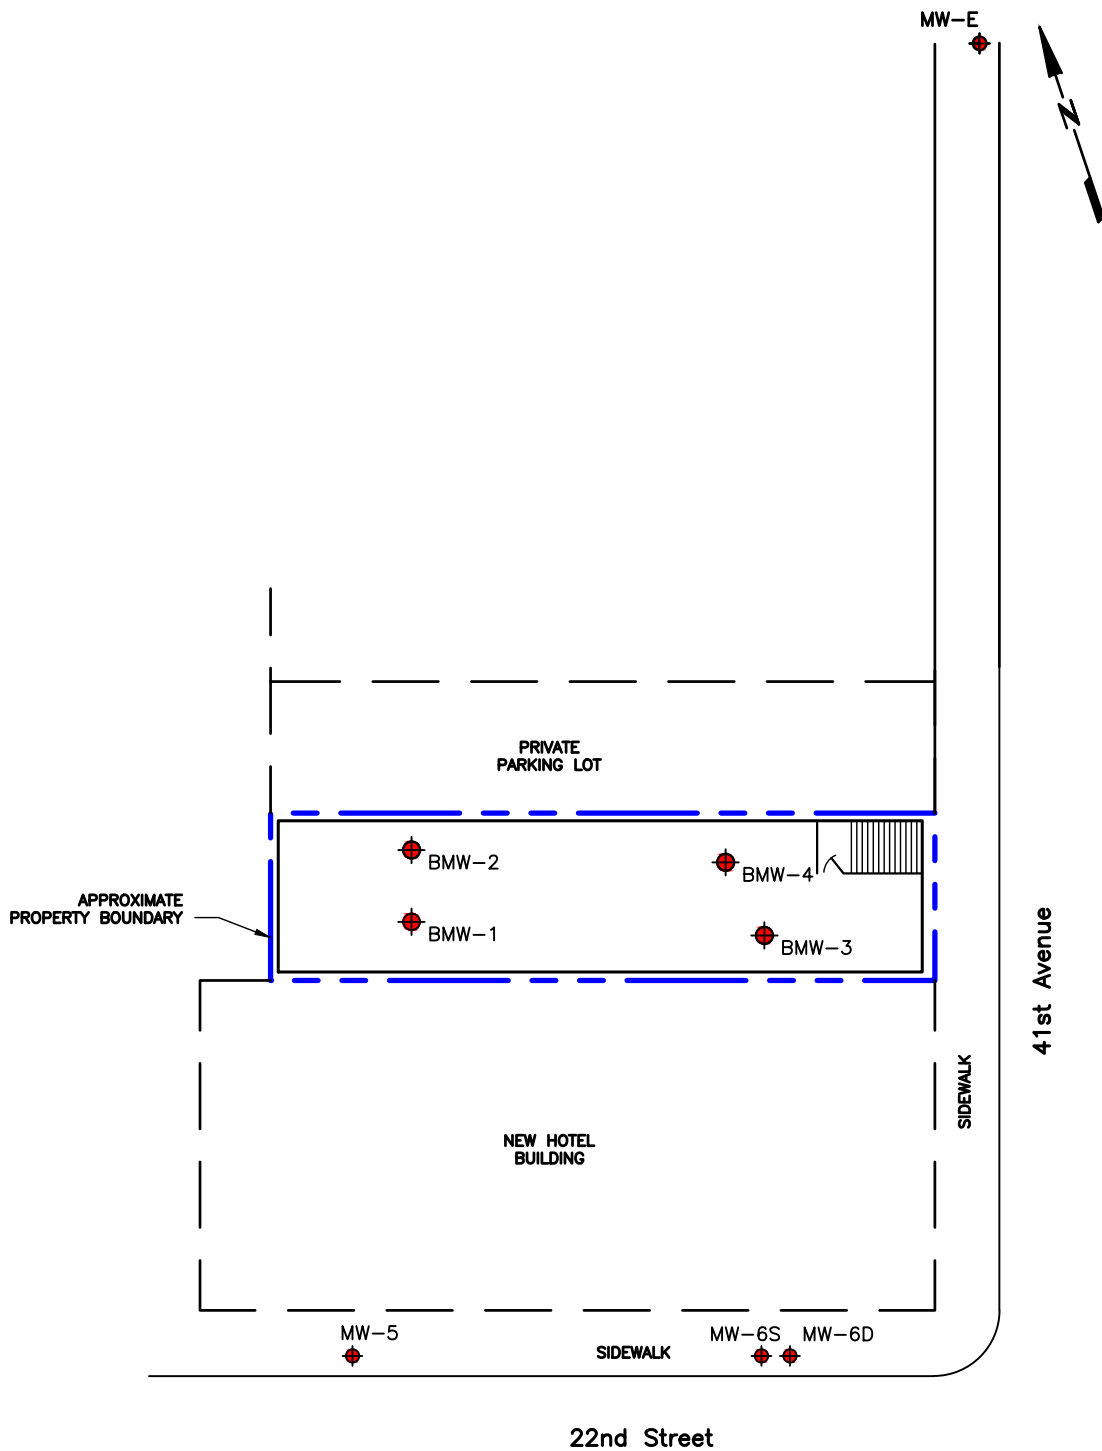 MW-E
N
PRIVATE
PARKING LOT
BMW-2
BMW-4
APPROXIMATE
PROPERTY BOUNDARY
BMW-1
BMW-3
41st Avenue
SIDEWALK
NEW HOTEL
BUILDING
MW-5
MW-6S
MW-6D
SIDEWALK
22nd Street